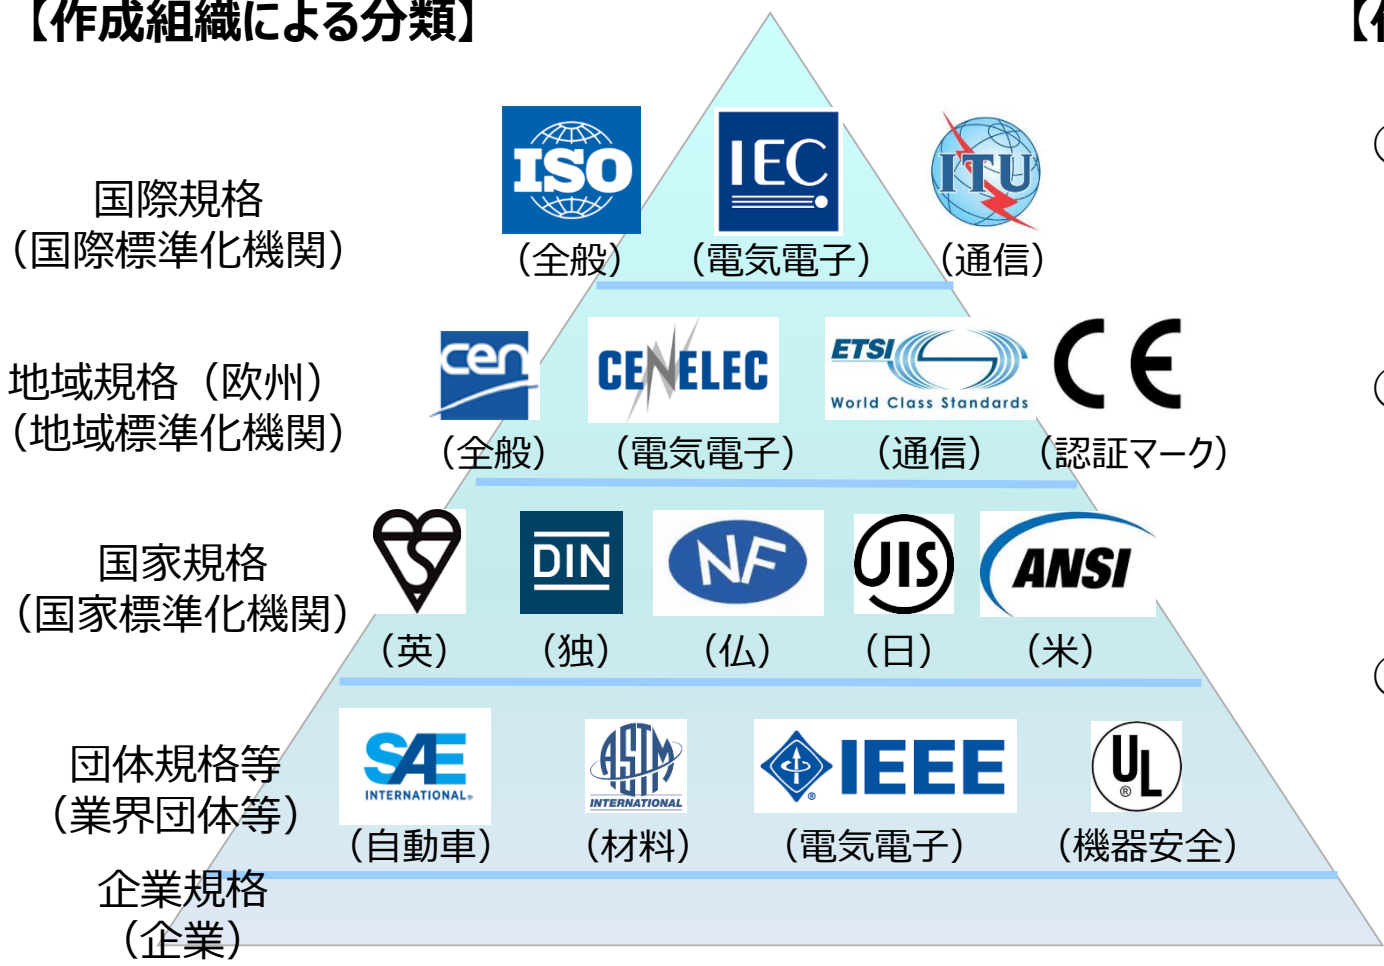 【作成組織による分類】
【
ISO
IEC
ITU
国際規格
（国際標準化機関）
（全般）
（電気電子）
（通信）
cen
CENELEC
ETSI
World Class Standards
CE
地域規格（欧州）
（地域標準化機関）
（全般）
（電気電子）
（通信）
（認証マーク）
DIN
NF
JIS
ANSI
国家規格
（国家標準化機関）
（英）
（独）
（仏）
（日）
（米）
SAE
INTERNATIONAL®
ASTM
INTERNATIONAL
IEEE®
UL®
団体規格等
（業界団体等）
（自動車）
（材料）
（電気電子）
（機器安全）
企業規格
（企業）